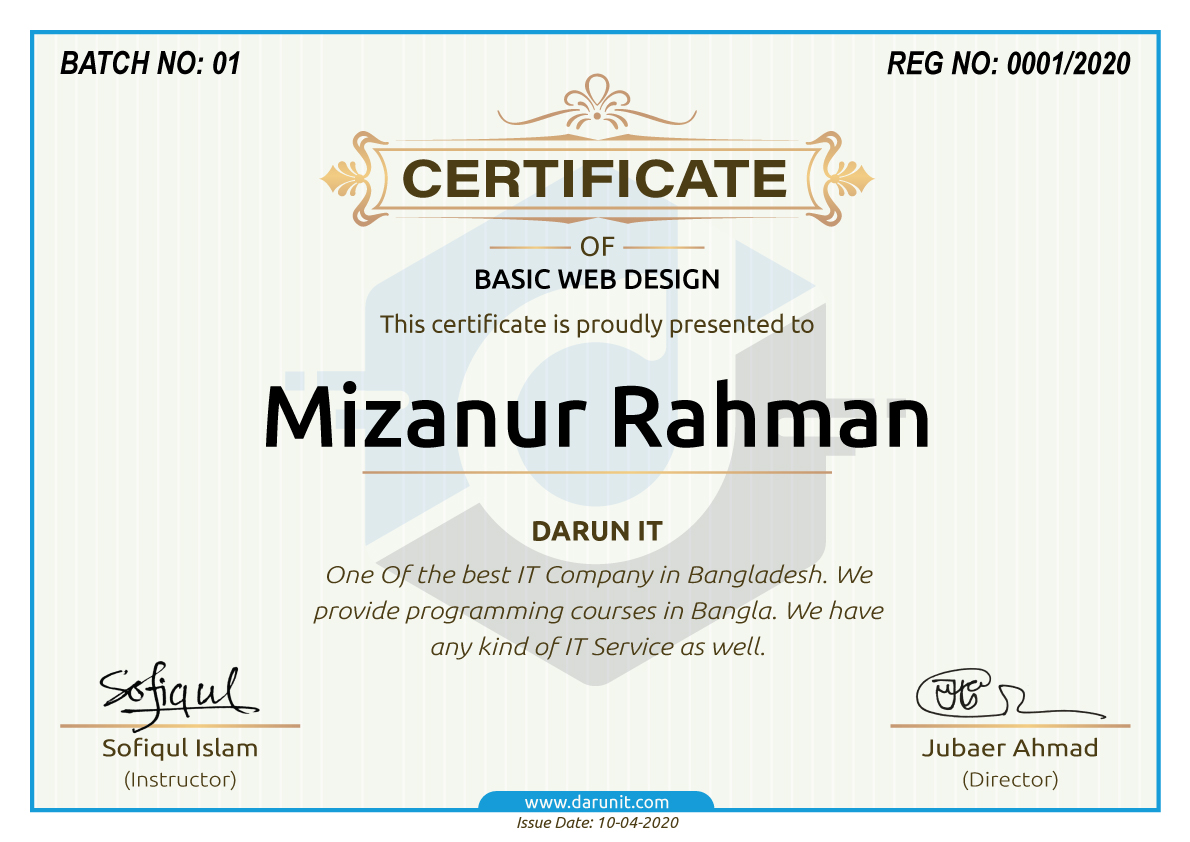 BATCH NO: 01
REG NO: 0001/2020
CERTIFICATE
OF
BASIC WEB DESIGN
This certificate is proudly presented to
Mizanur Rahman
DARUN IT
One Of the best IT Company in Bangladesh. We
provide programming courses in Bangla. We have
any kind of IT Service as well.
Sofiqul
Sofiqul Islam
(Instructor)
Jubaer Ahmad
(Director)
www.darunit.com
Issue Date: 10-04-2020